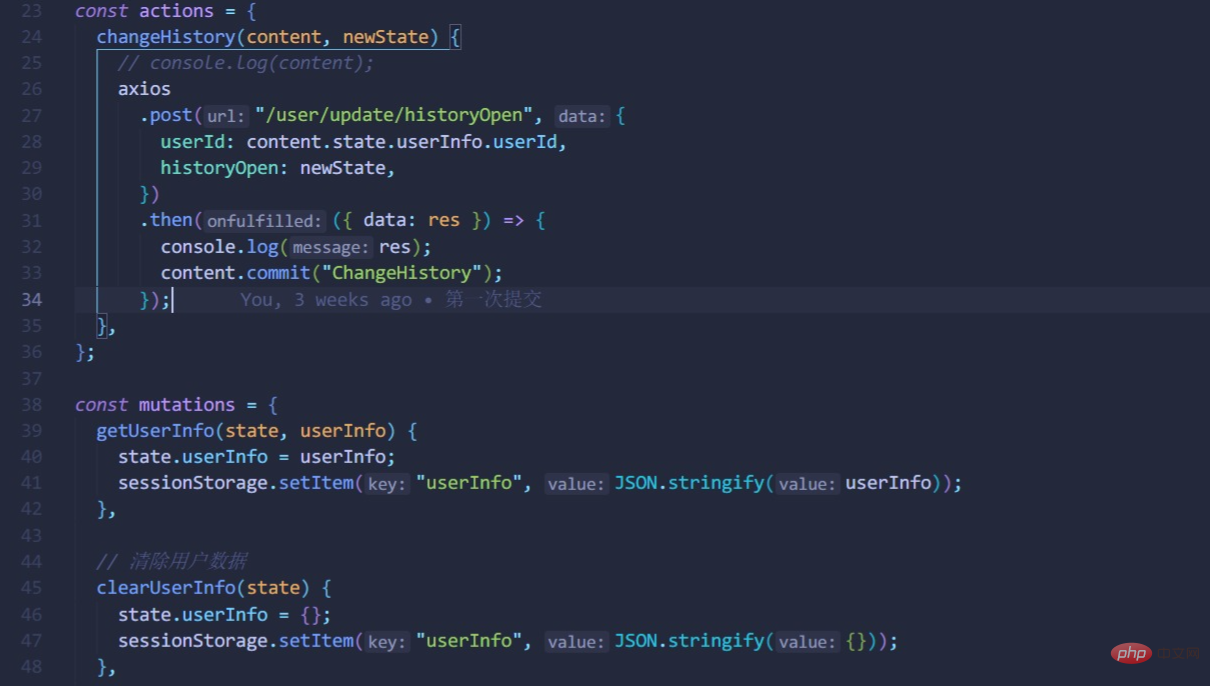 23 const actions = {
24 changeHistory(content, newState) {
25 // console.log(content);
26 axios
27 .post( url: "/user/update/historyOpen", data: {
28 userId: content.state.userInfo.userId,
29 historyOpen: newState,
30 })
31 .then( onfulfilled: ({ data: res }) => {
32 console.log( message: res);
33 content.commit("ChangeHistory");
34 }); You, 3 weeks ago • 第一次提交
35 },
36 };
37
38 const mutations = {
39 getUserInfo(state, userInfo) {
40 state.userInfo = userInfo;
41 sessionStorage.setItem( key: "userInfo", value: JSON.stringify( value: userInfo));
42 },
43
44 // 清除用户数据
45 clearUserInfo(state) {
46 state.userInfo = {};
47 sessionStorage.setItem( key: "userInfo", value: JSON.stringify( value: {}));
48 },
php 中文网